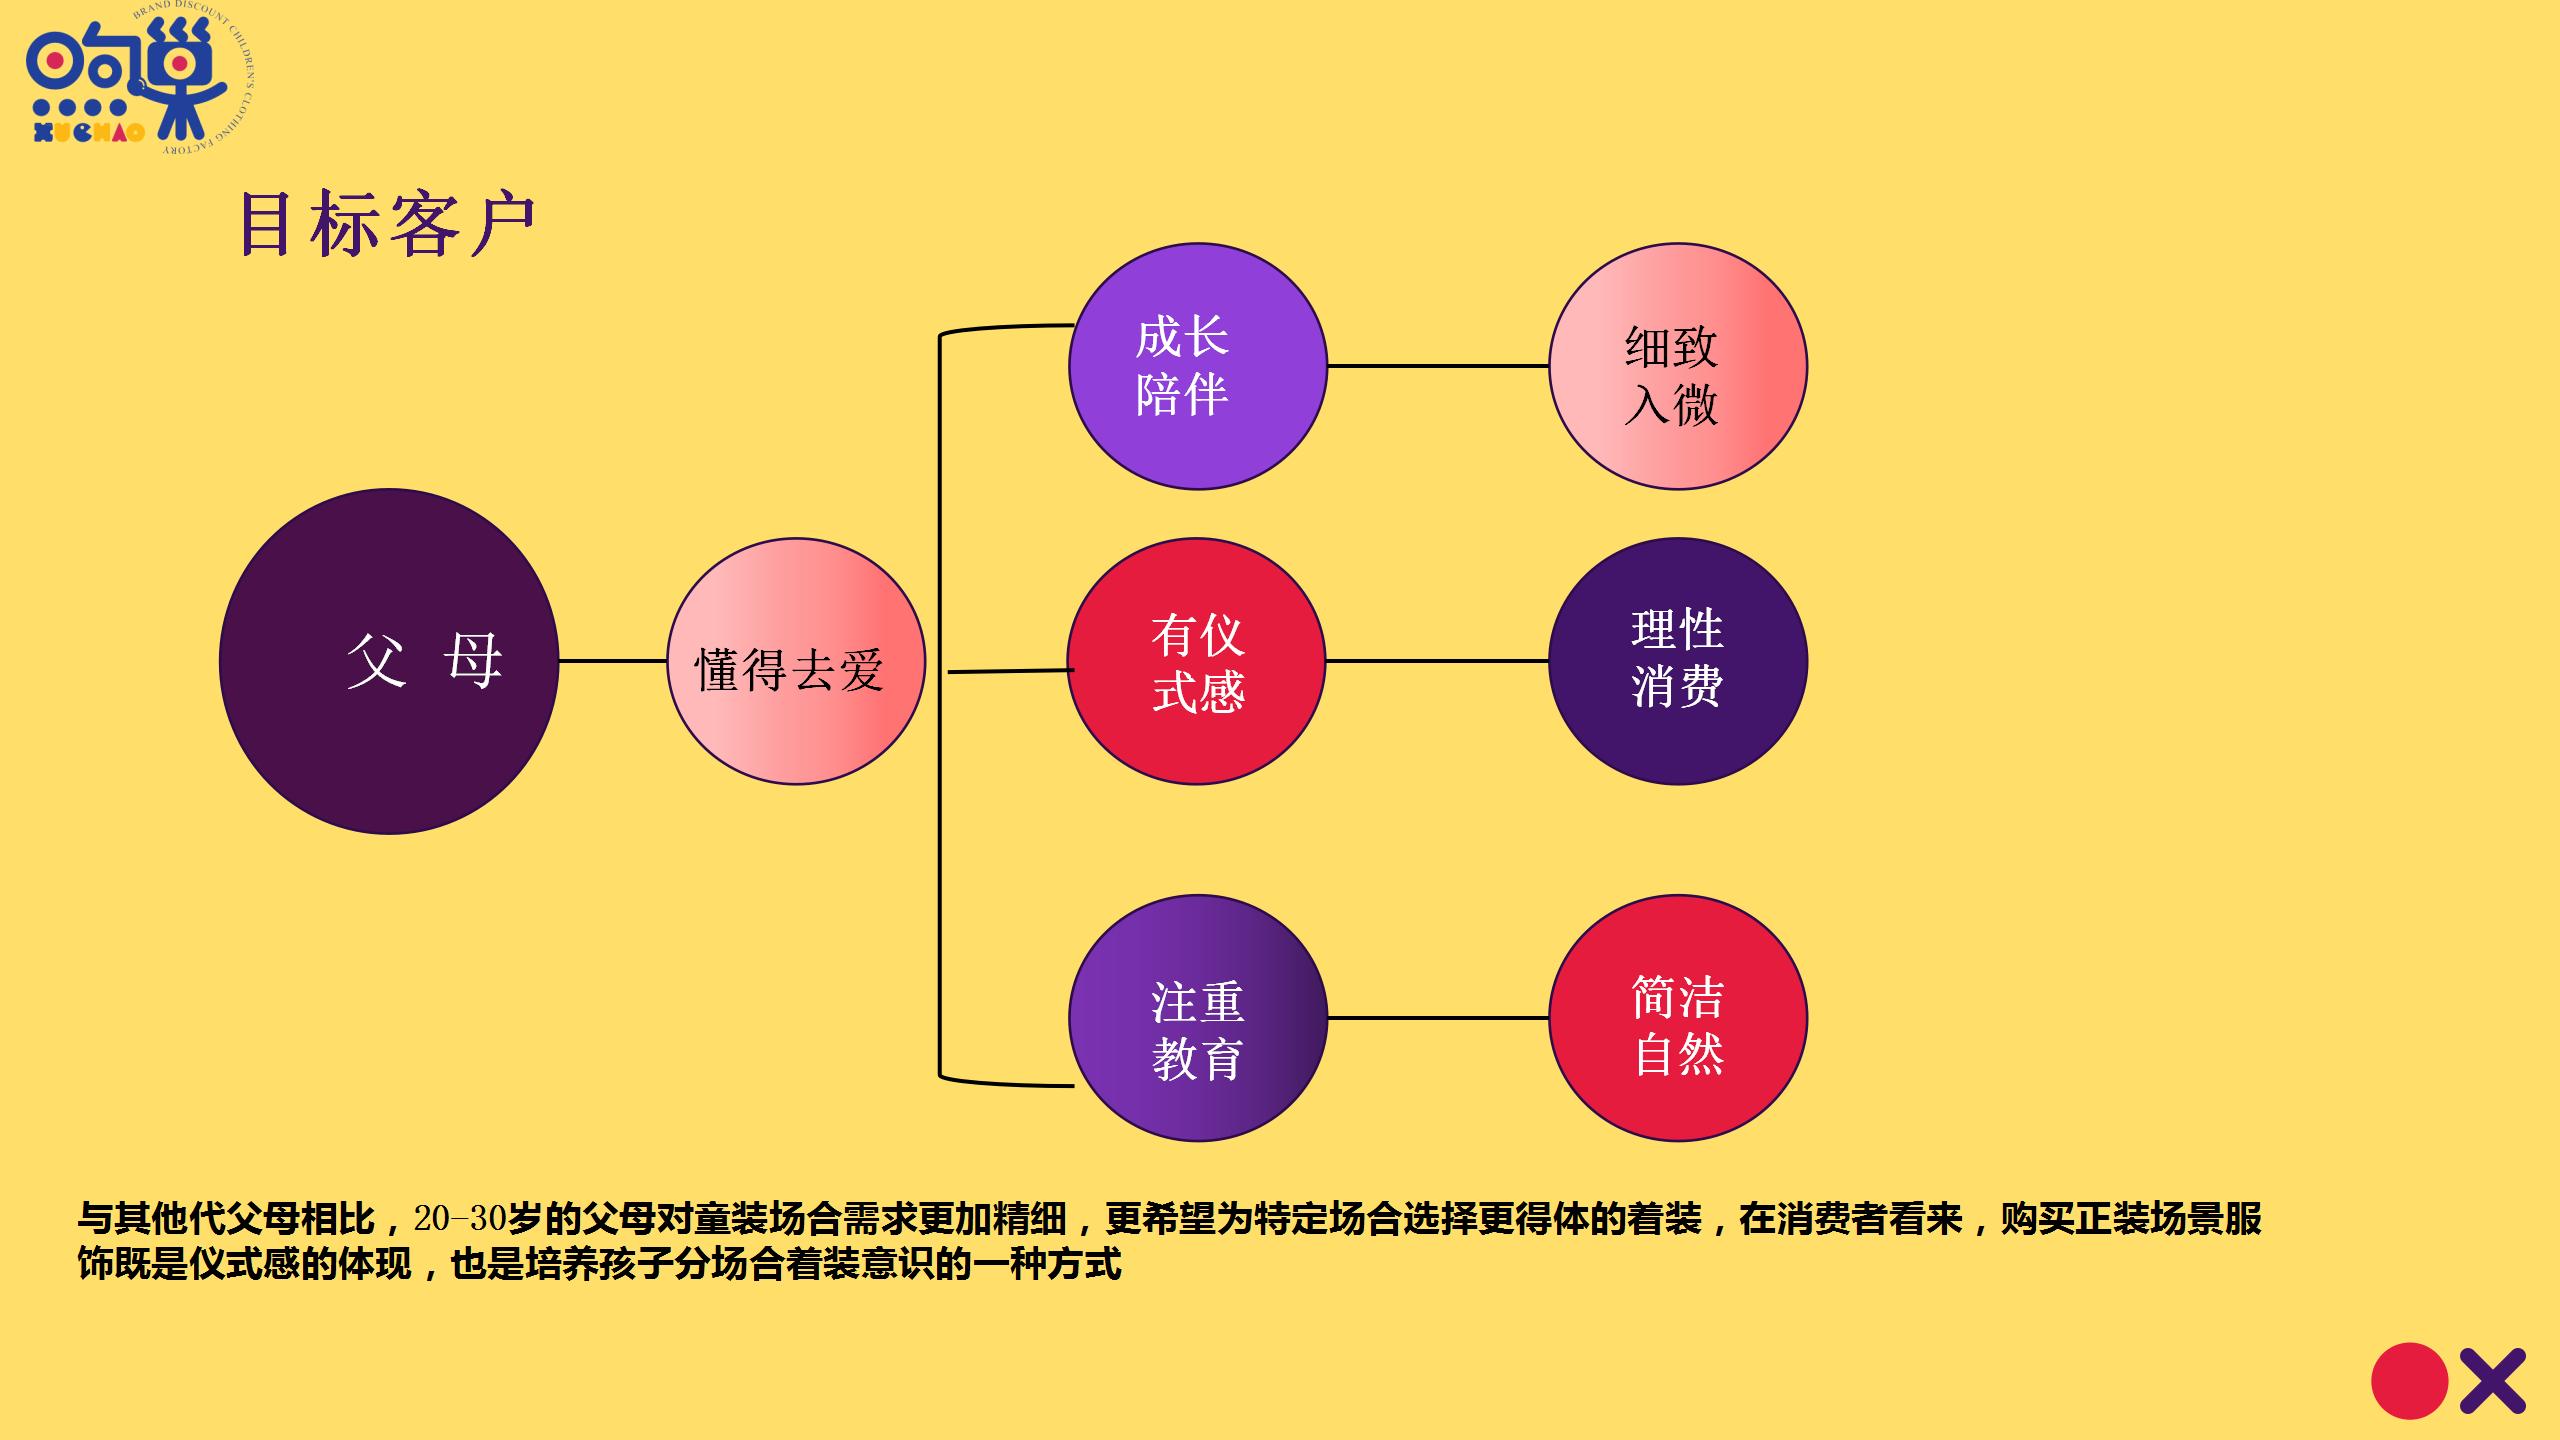 煦巢
BRAND DISCOUNT CHILDREN'S CLOTHING FACTORY
XUCHAO
目标客户
父 母
懂得去爱
成长
陪伴
细致
入微
有仪
式感
理性
消费
注重
教育
简洁
自然
与其他代父母相比，20-30岁的父母对童装场合需求更加精细，更希望为特定场合选择更得体的着装，在消费者看来，购买正装场景服
饰既是仪式感的体现，也是培养孩子分场合着装意识的一种方式